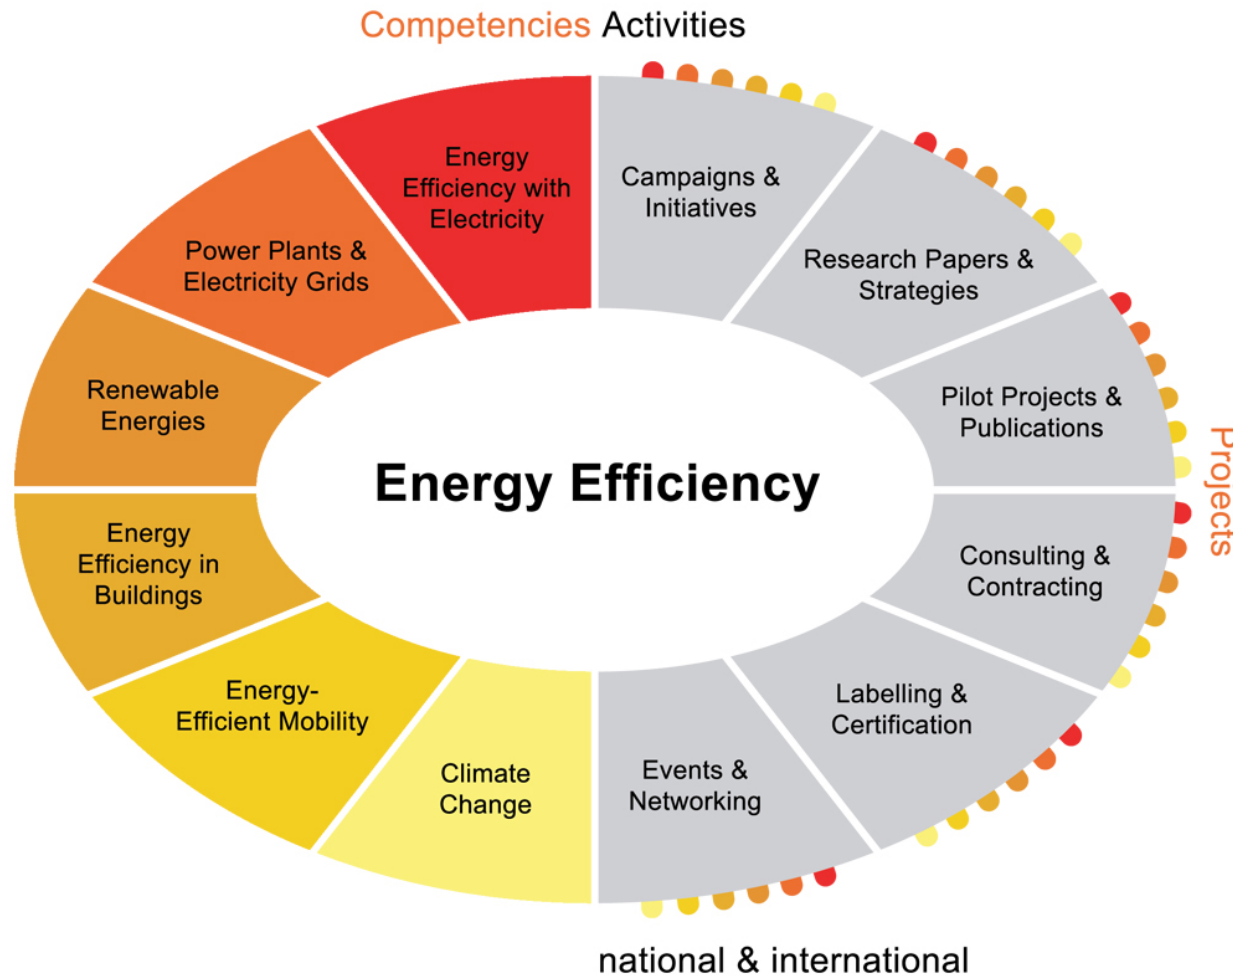 Competencies Activities
Energy
Efficiency with
Electricity
Campaigns &
Initiatives
Power Plants &
Electricity Grids
Research Papers &
Strategies
Renewable
Energies
Pilot Projects &
Publications
Projects
Energy Efficiency
Energy
Efficiency in
Buildings
Consulting &
Contracting
Energy-
Efficient Mobility
Labelling &
Certification
Climate
Change
Events &
Networking
national & international